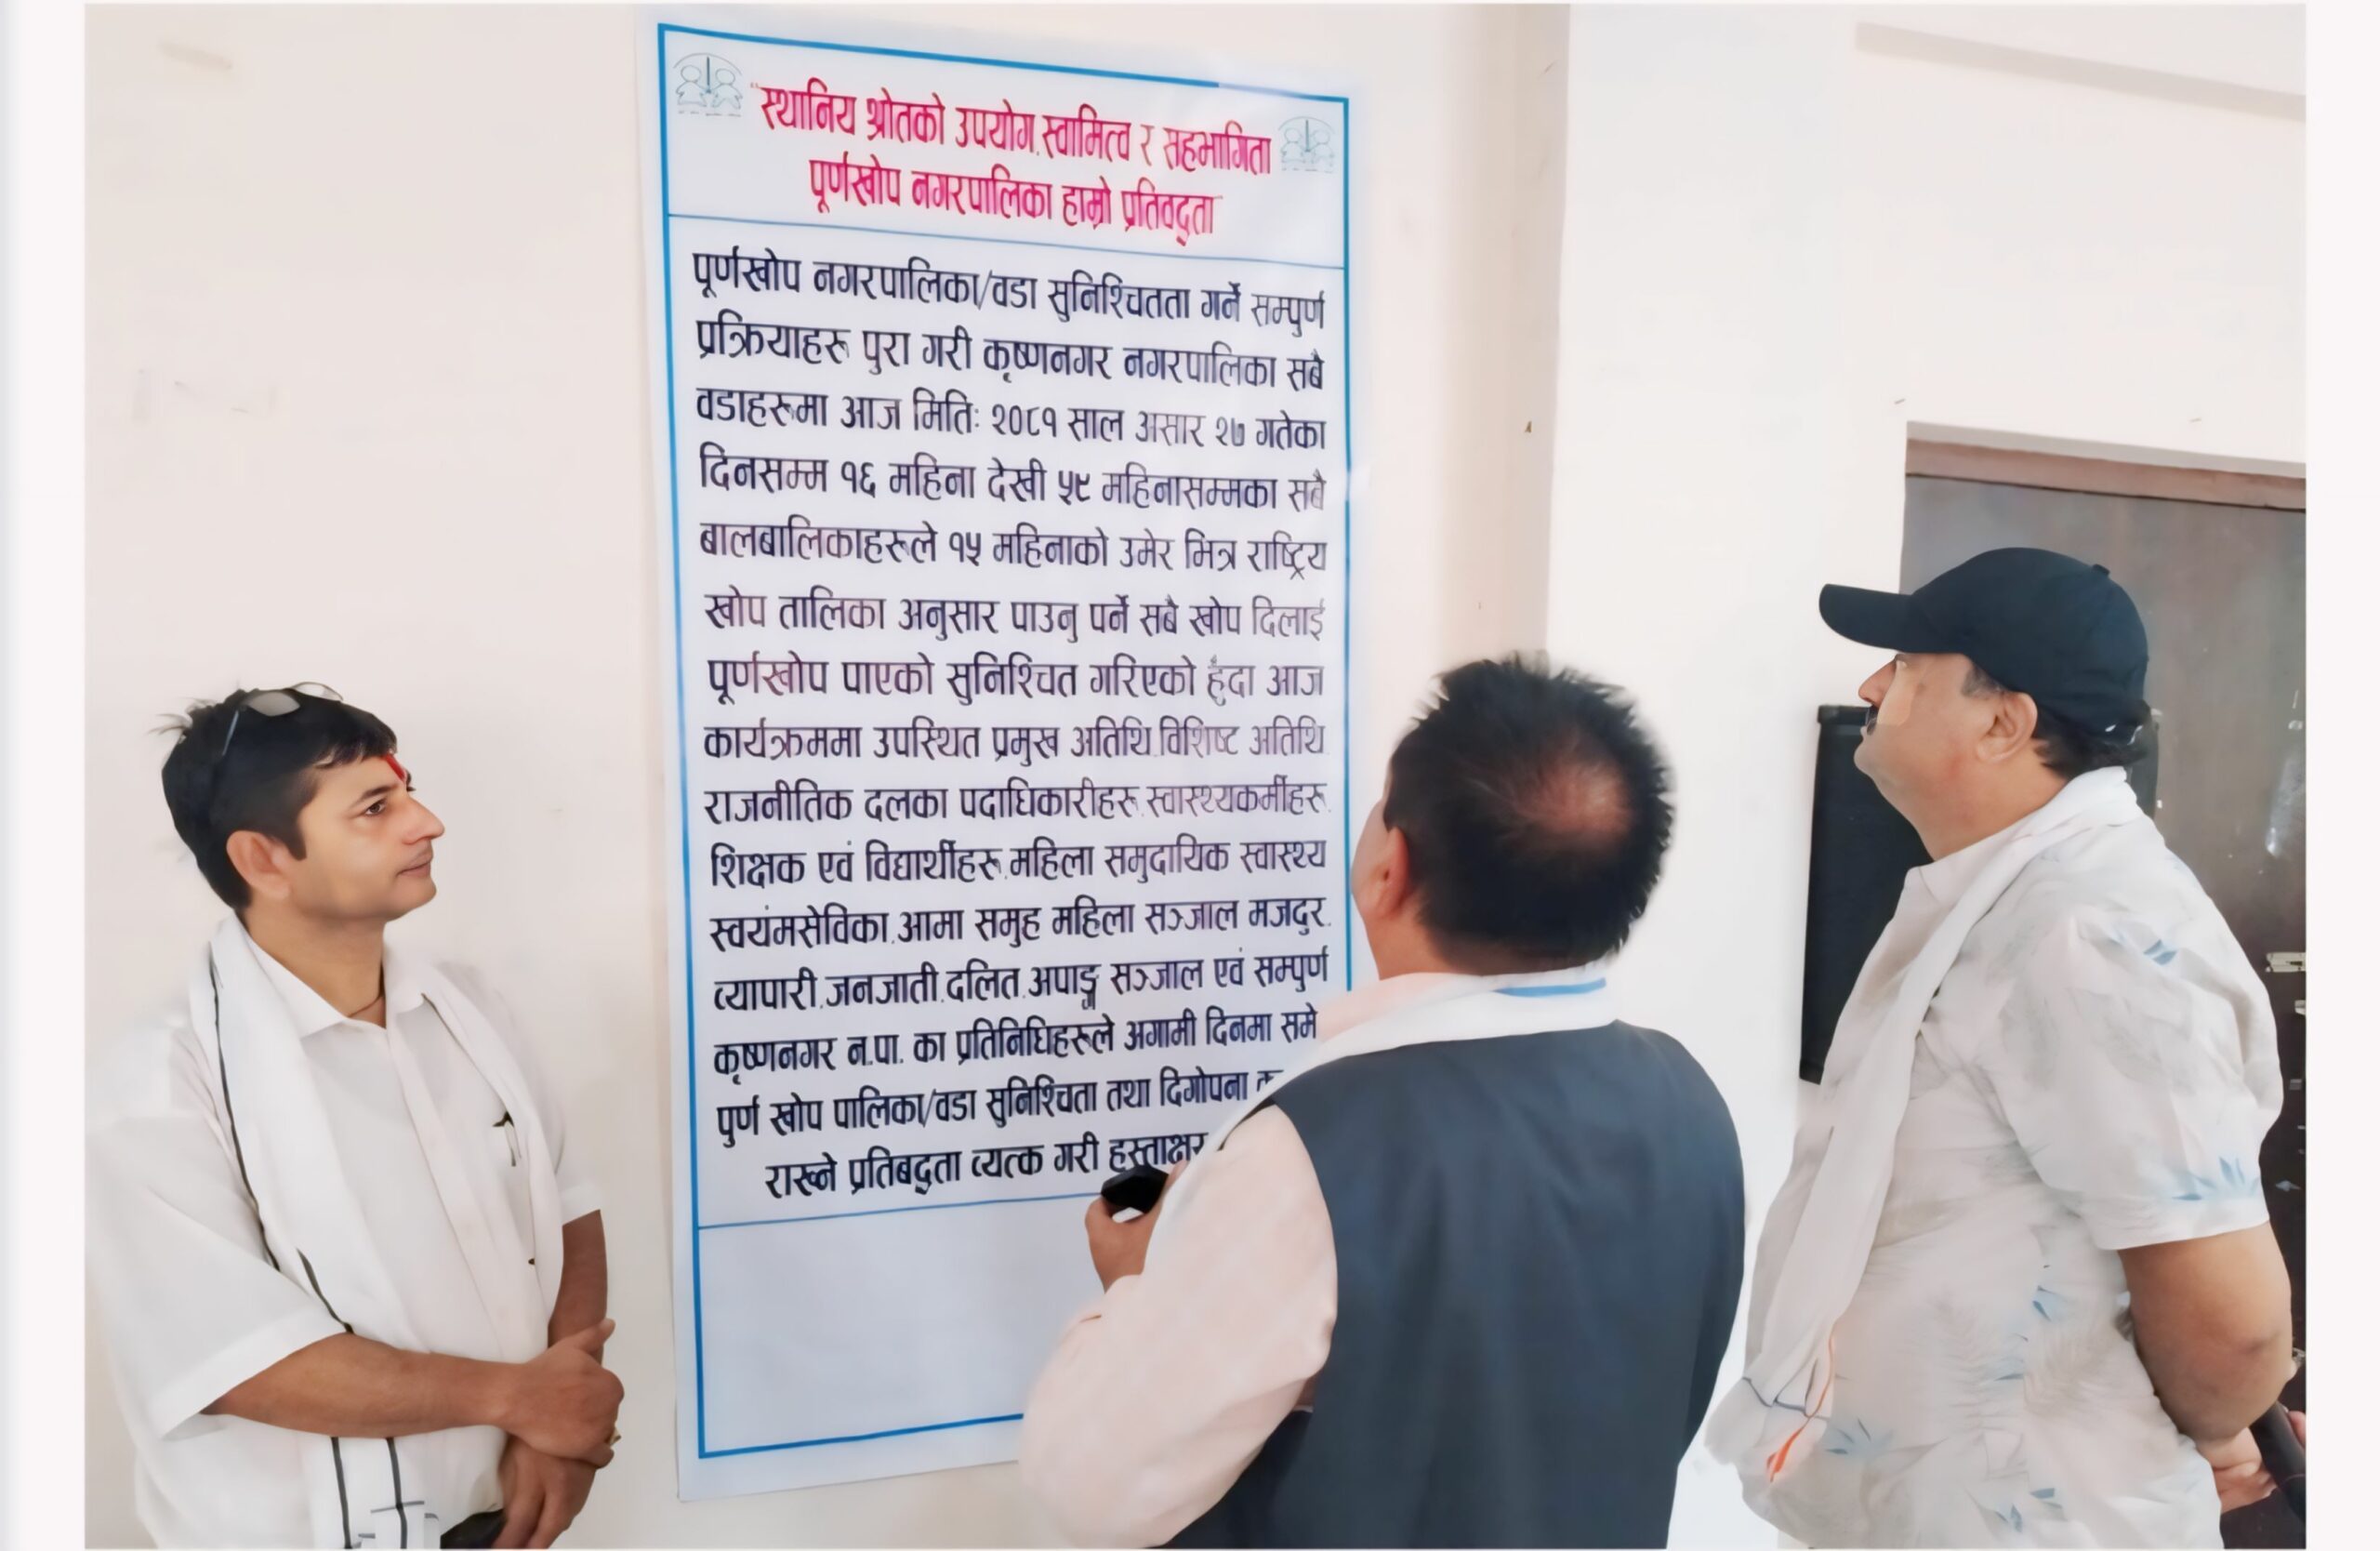 "स्थानिय श्रोतको उपयोग, स्वामित्व र सहभागिता
पूर्णखोप नगरपालिका हाम्रो प्रतिवद्धता"
पूर्णखोप नगरपालिका/वडा सुनिश्चितता गर्ने सम्पुर्ण
प्रक्रियाहरु पुरा गरी कृष्णनगर नगरपालिका सबै
वडाहरुमा आज मितिः २०८१ साल असार २७ गतेका
दिनसम्म १६ महिना देखी ५९ महिनासम्मका सबै
बालबालिकाहरुले १५ महिनाको उमेर भित्र राष्ट्रिय
खोप तालिका अनुसार पाउनु पर्ने सबै खोप दिलाई
पूर्णखोप पाएको सुनिश्चित गरिएको हुँदा आज
कार्यक्रममा उपस्थित प्रमुख अतिथि, विशिष्ट अतिथि,
राजनीतिक दलका पदाधिकारीहरु, स्वास्थ्यकर्मीहरु,
शिक्षक एवं विद्यार्थीहरु, महिला समुदायिक स्वास्थ्य
स्वयंमसेविका, आमा समुह महिला सञ्जाल मजदुर,
व्यापारी, जनजाती, दलित, अपाङ्ग सञ्जाल एवं सम्पुर्ण
कृष्णनगर न.पा. का प्रतिनिधिहरुले अगामी दिनमा समे
पुर्ण खोप पालिका/वडा सुनिश्चिता तथा दिगोपना
राख्ने प्रतिबद्धता व्यत्क गरी हस्ताक्षर